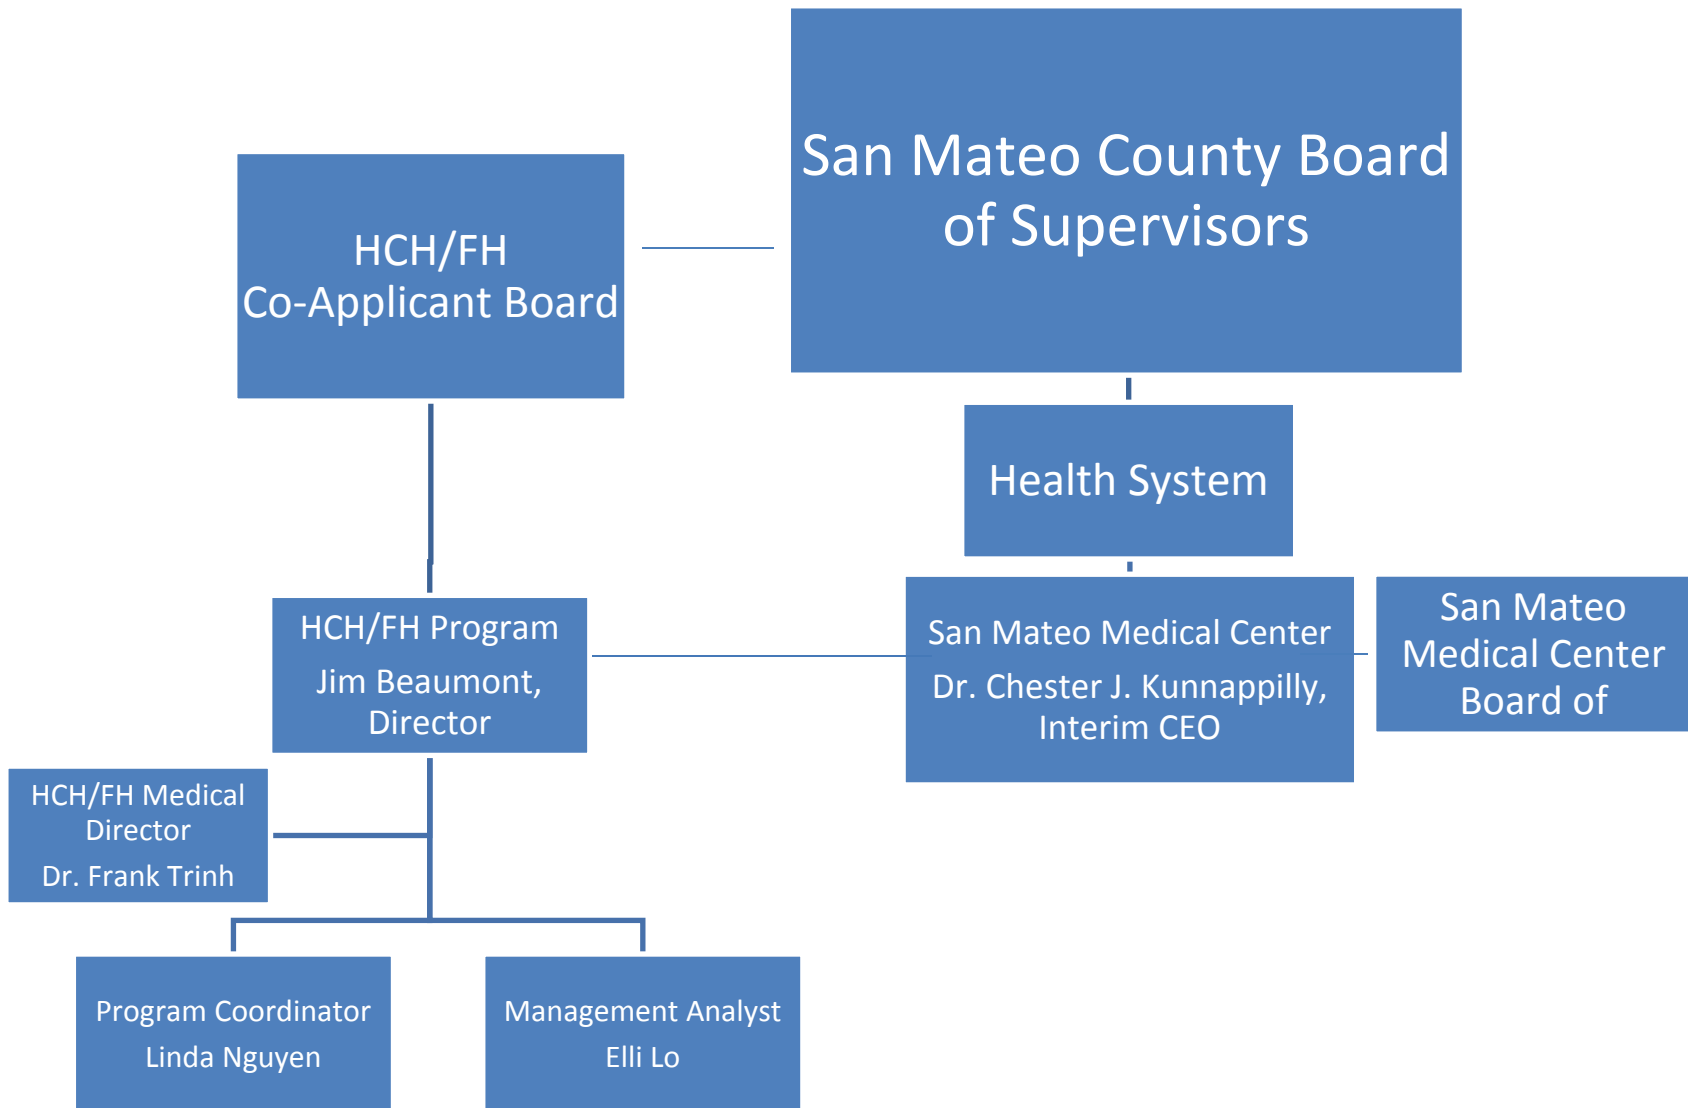 San Mateo County Board
of Supervisors
HCH/FH
Co-Applicant Board
Health System
HCH/FH Program
Jim Beaumont,
Director
San Mateo Medical Center
Dr. Chester J. Kunnappilly,
Interim CEO
San Mateo
Medical Center
Board of
HCH/FH Medical
Director
Dr. Frank Trinh
Program Coordinator
Linda Nguyen
Management Analyst
Elli Lo